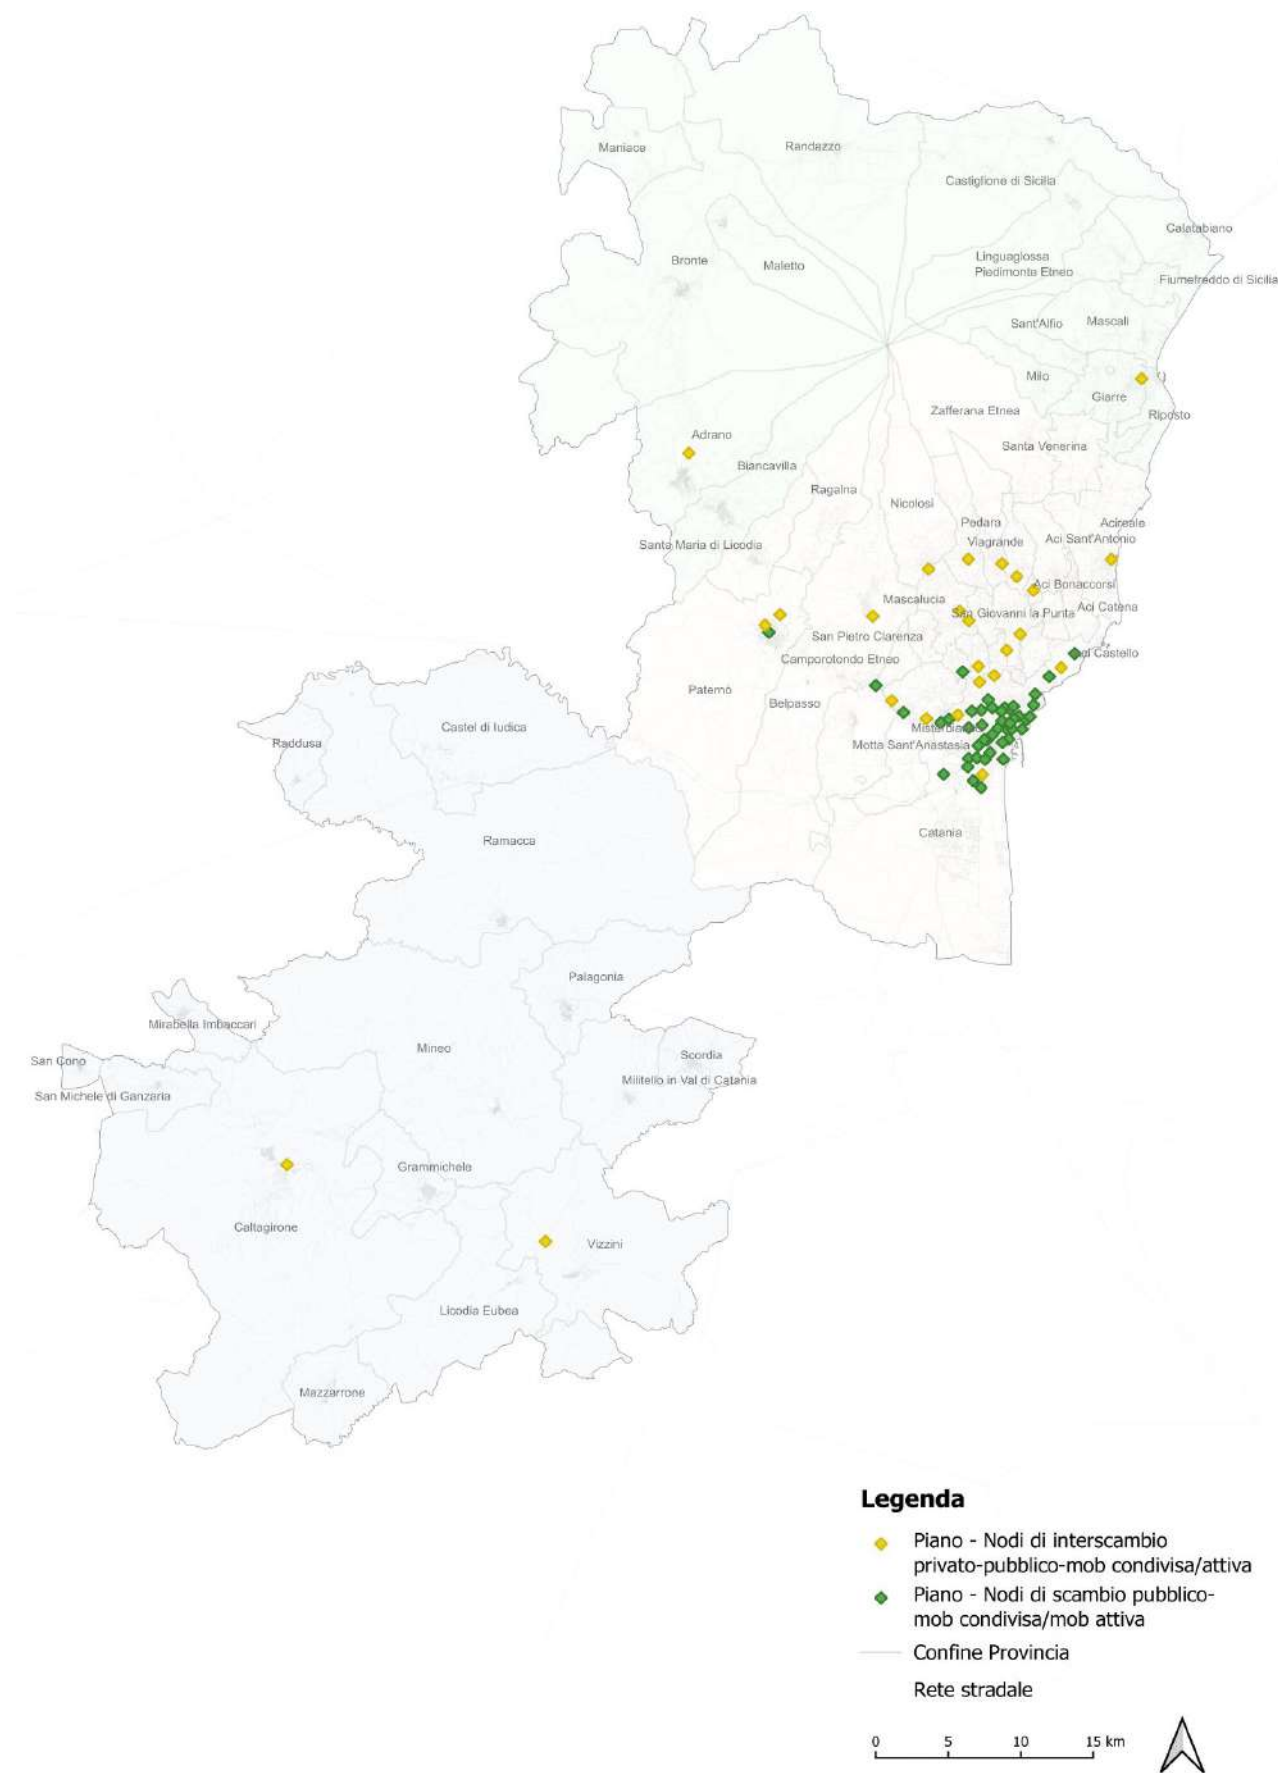 Maniace
Randazzo
Castiglione di Sicilia
Calatabiano
Bronte
Maletto
Linguaglossa
Piedimonte Etneo
Fiumefreddo di Sicilia
Sant'Alfio
Mascali
Milo
Giarre
Zafferana Etnea
Riposto
Adrano
Santa Venerina
Biancavilla
Ragalna
Nicolosi
Pedara
Acireale
Viagrande
Aci Sant'Antonio
Santa Maria di Licodia
Aci Bonaccorsi
Mascalucia
San Giovanni la Punta
Aci Catena
San Pietro Clarenza
Castello
Camporotondo Etneo
Paternò
Belpasso
Castel di Iudica
Raddusa
Motta Sant'Anastasia
Catania
Ramacca
Palagonia
Mirabella Imbaccari
Mineo
San Cono
Scordia
Militello in Val di Catania
San Michele di Ganzaria
Grammichele
Caltagirone
Vizzini
Licodia Eubea
Mazzarrone
Legenda
Piano - Nodi di interscambio
privato-pubblico-mob condivisa/attiva
Piano - Nodi di scambio pubblico-
mob condivisa/mob attiva
Confine Provincia
Rete stradale
0 5 10 15 km